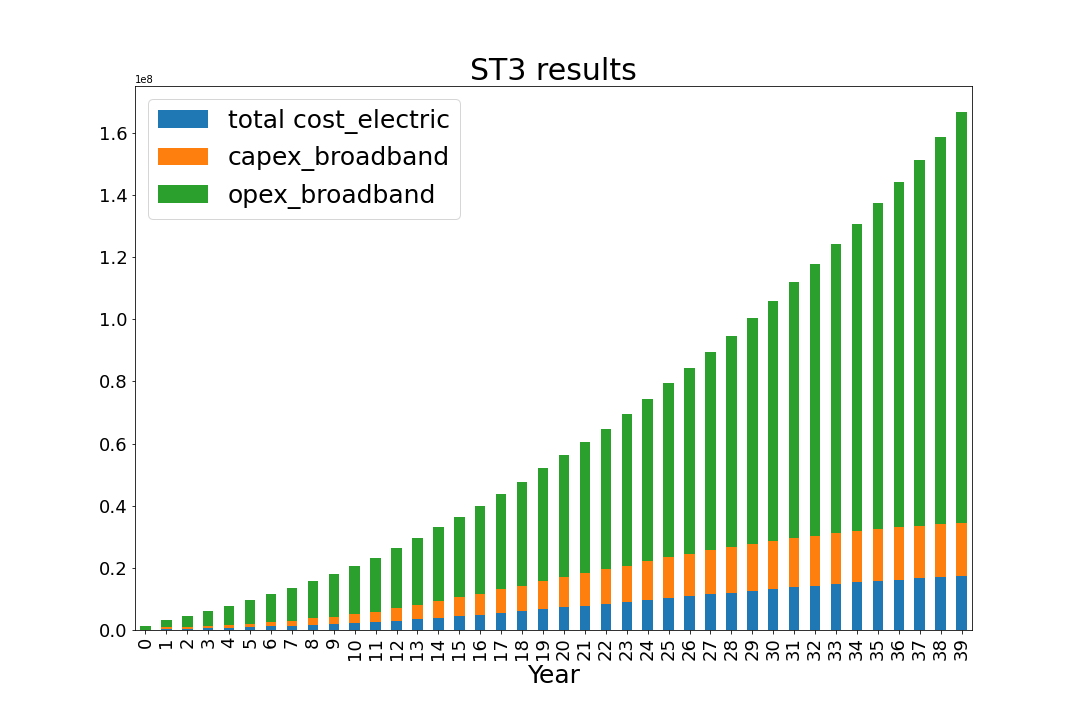 ST3 results
1e8
total cost_electric
capex_broadband
opex_broadband
1.6
1.4
1.2
1.0
0.8
0.6
0.4
0.2
0.0
0 1 2 3 4 5 6 7 8 9 10 11 12 13 14 15 16 17 18 19 20 21 22 23 24 25 26 27 28 29 30 31 32 33 34 35 36 37 38 39
Year